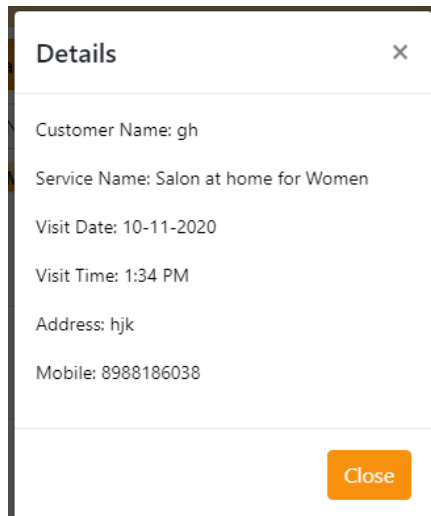 Details
×
Customer Name: gh
Service Name: Salon at home for Women
Visit Date: 10-11-2020
Visit Time: 1:34 PM
Address: hjk
Mobile: 8988186038
Close